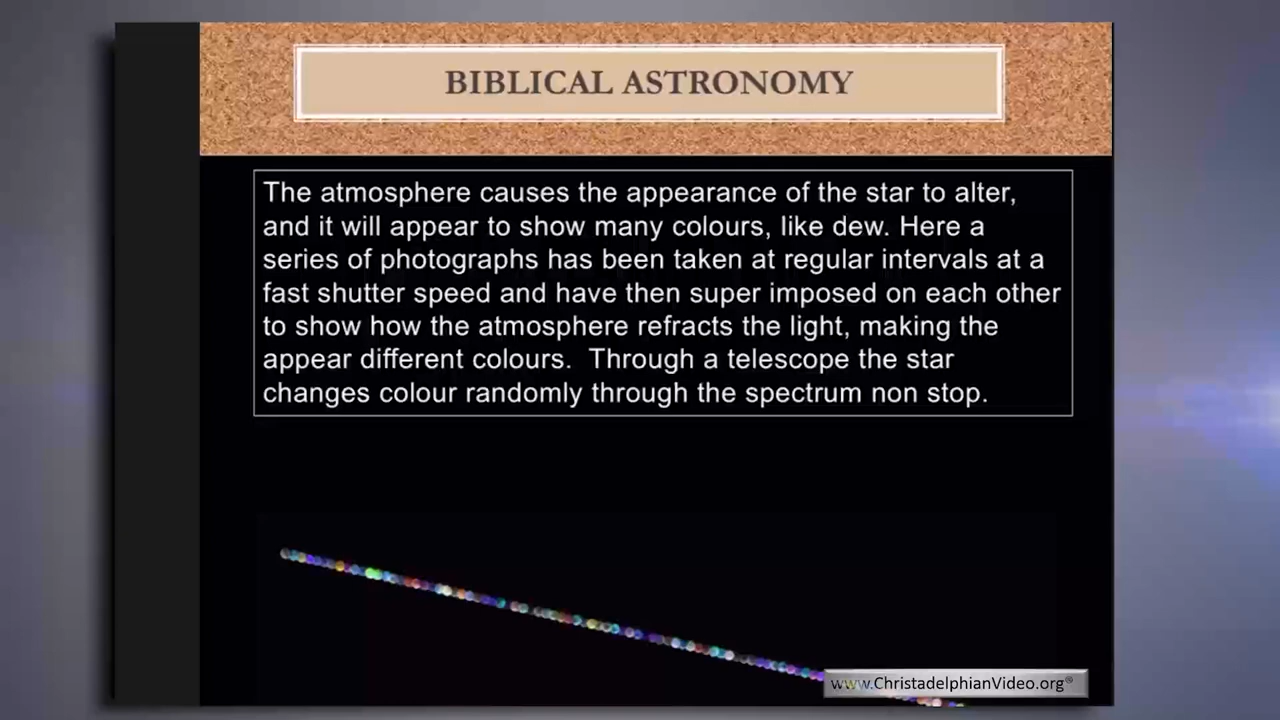 BIBLICAL ASTRONOMY
The atmosphere causes the appearance of the star to alter,
and it will appear to show many colours, like dew. Here a
series of photographs has been taken at regular intervals at a
fast shutter speed and have then super imposed on each other
to show how the atmosphere refracts the light, making the
appear different colours.  Through a telescope the star
changes colour randomly through the spectrum non stop.
www.ChristadelphianVideo.org®